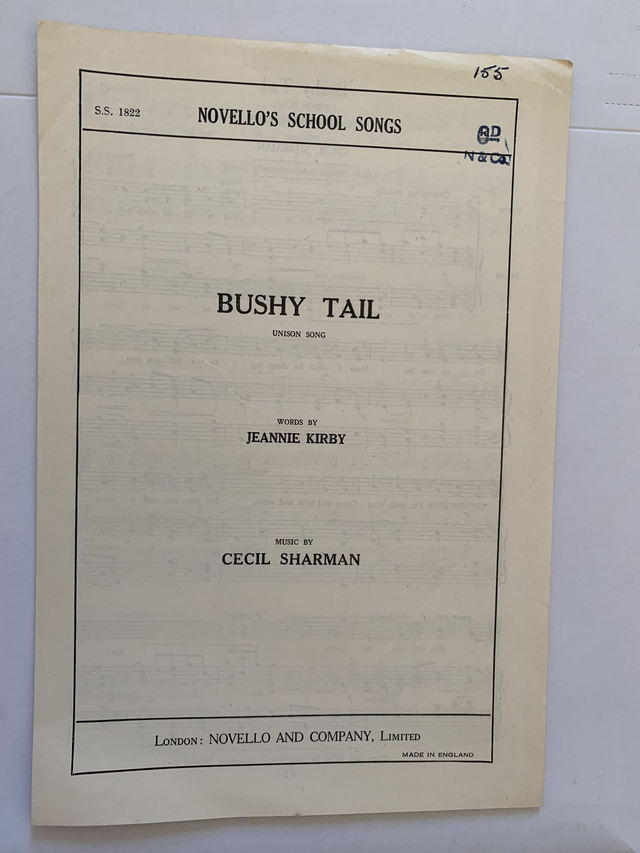 155
S.S. 1822
NOVELLO'S SCHOOL SONGS
6D
N & Co.
BUSHY TAIL
UNISON SONG
WORDS BY
JEANNIE KIRBY
MUSIC BY
CECIL SHARMAN
LONDON: NOVELLO AND COMPANY, LIMITED
MADE IN ENGLAND